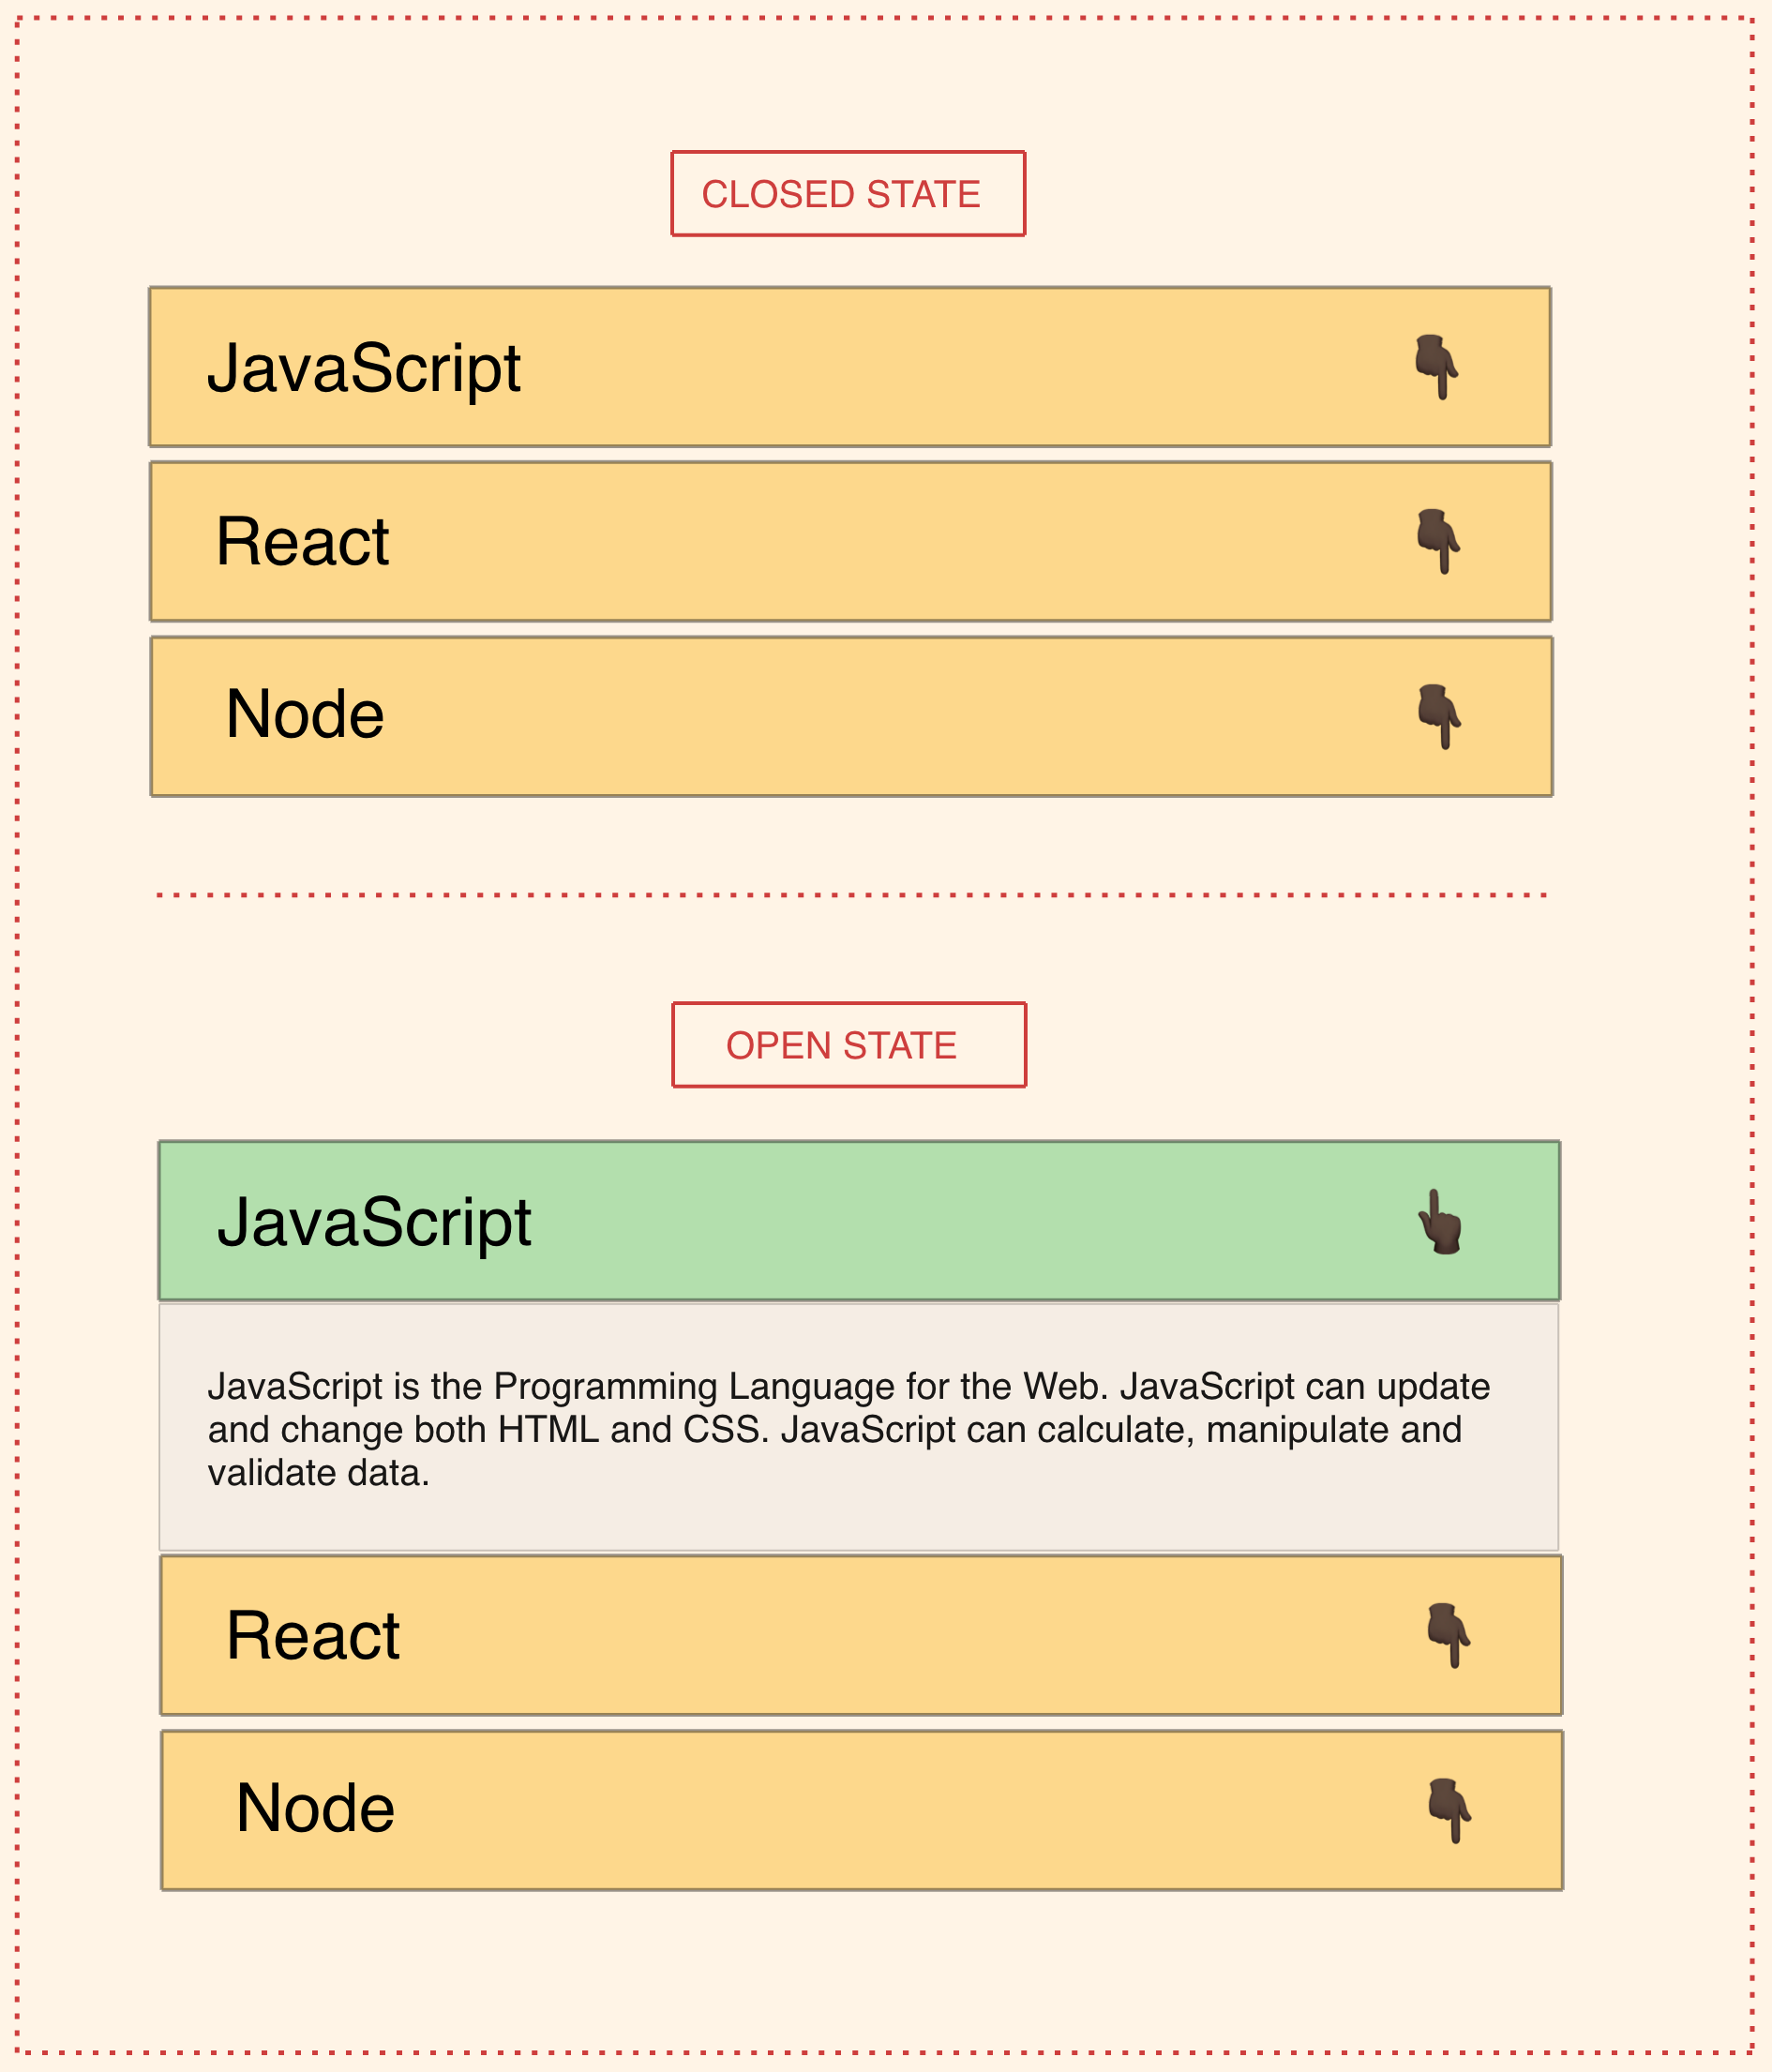 CLOSED STATE
JavaScript
React
Node
OPEN STATE
JavaScript
JavaScript is the Programming Language for the Web. JavaScript can update
and change both HTML and CSS. JavaScript can calculate, manipulate and
validate data.
React
Node